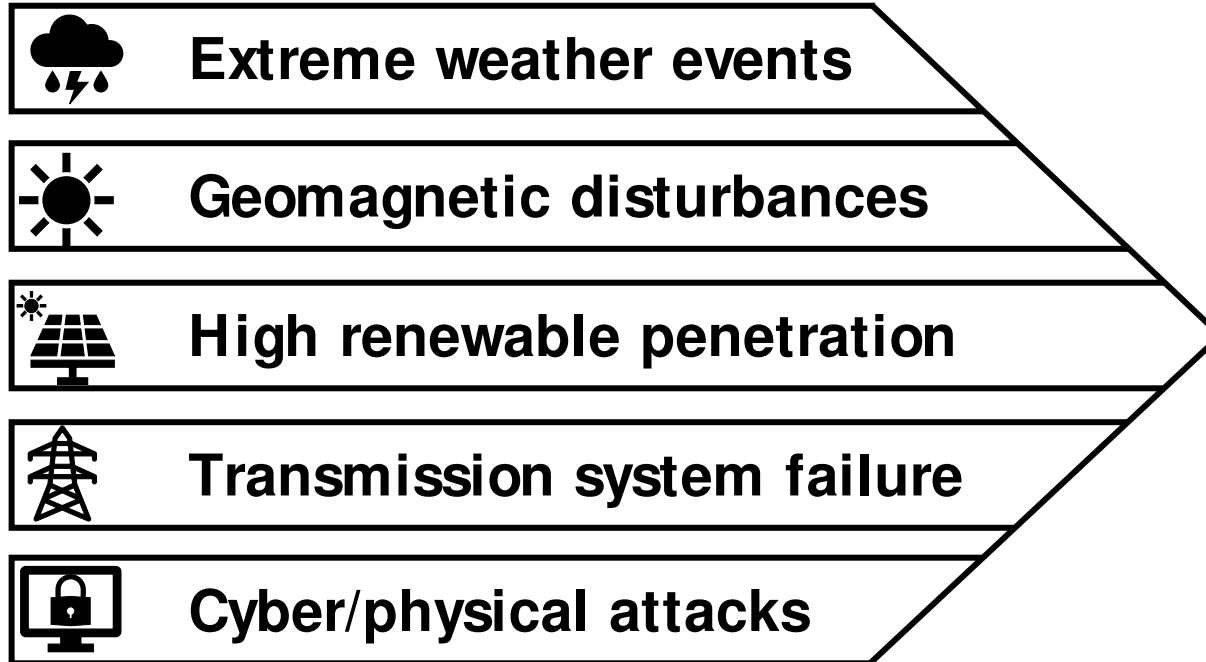 Extreme weather events
Geomagnetic disturbances
High renewable penetration
Transmission system failure
Cyber/physical attacks